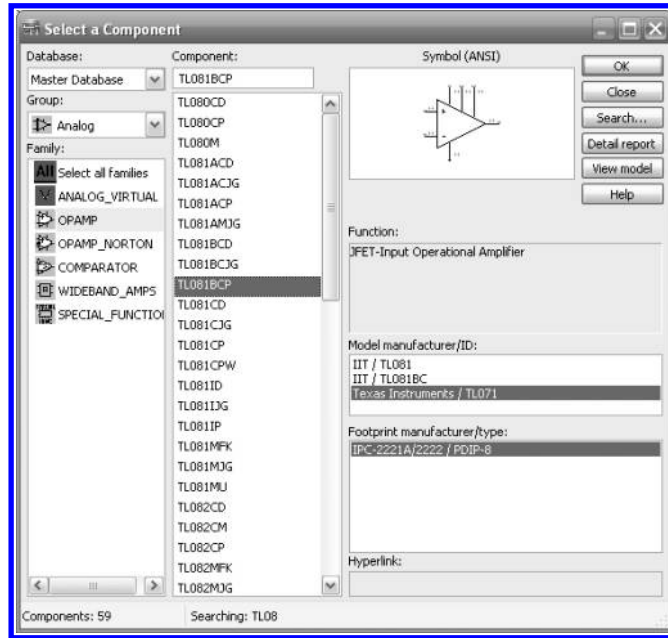 Select a Component
Database:
Master Database
Group:
Analog
Family:
All Select all families
ANALOG_VIRTUAL
OPAMP
OPAMP_NORTON
COMPARATOR
WIDEBAND_AMPS
SPECIAL_FUNCTIO
Component:
TL081BCP
TL080CD
TL080CP
TL080M
TL081ACD
TL081ACJG
TL081ACP
TL081AMJG
TL081BCD
TL081BCJG
TL081BCP
TL081CD
TL081CJG
TL081CP
TL081CPW
TL081ID
TL081IJG
TL081IP
TL081MFK
TL081MJG
TL081MU
TL082CD
TL082CM
TL082CP
TL082MFK
TL082MJG
Symbol (ANSI)
OK
Close
Search...
Detail report
View model
Help
Function:
JFET-Input Operational Amplifier
Model manufacturer/ID:
IIT / TL081
IIT / TL081BC
Texas Instruments / TL071
Footprint manufacturer/type:
IPC-2221A/2222 / PDIP-8
Hyperlink:
Components: 59
Searching: TL08